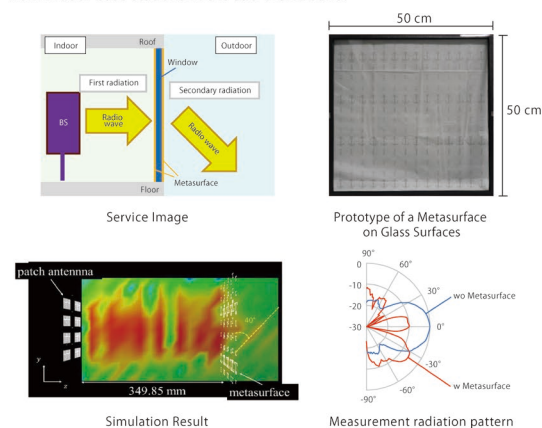 50 cm
Indoor
Roof
Outdoor
Window
First radiation
Secondary radiation
BS
Radio
wave
Radio
wave
Metasurface
Floor
50 cm
Service Image
Prototype of a Metasurface
on Glass Surfaces
patch antennna
40°
y
z
349.85 mm
metasurface
Simulation Result
90°
0
60°
-10
wo Metasurface
30°
-20
-30
0°
-30°
w Metasurface
-60°
-90°
Measurement radiation pattern